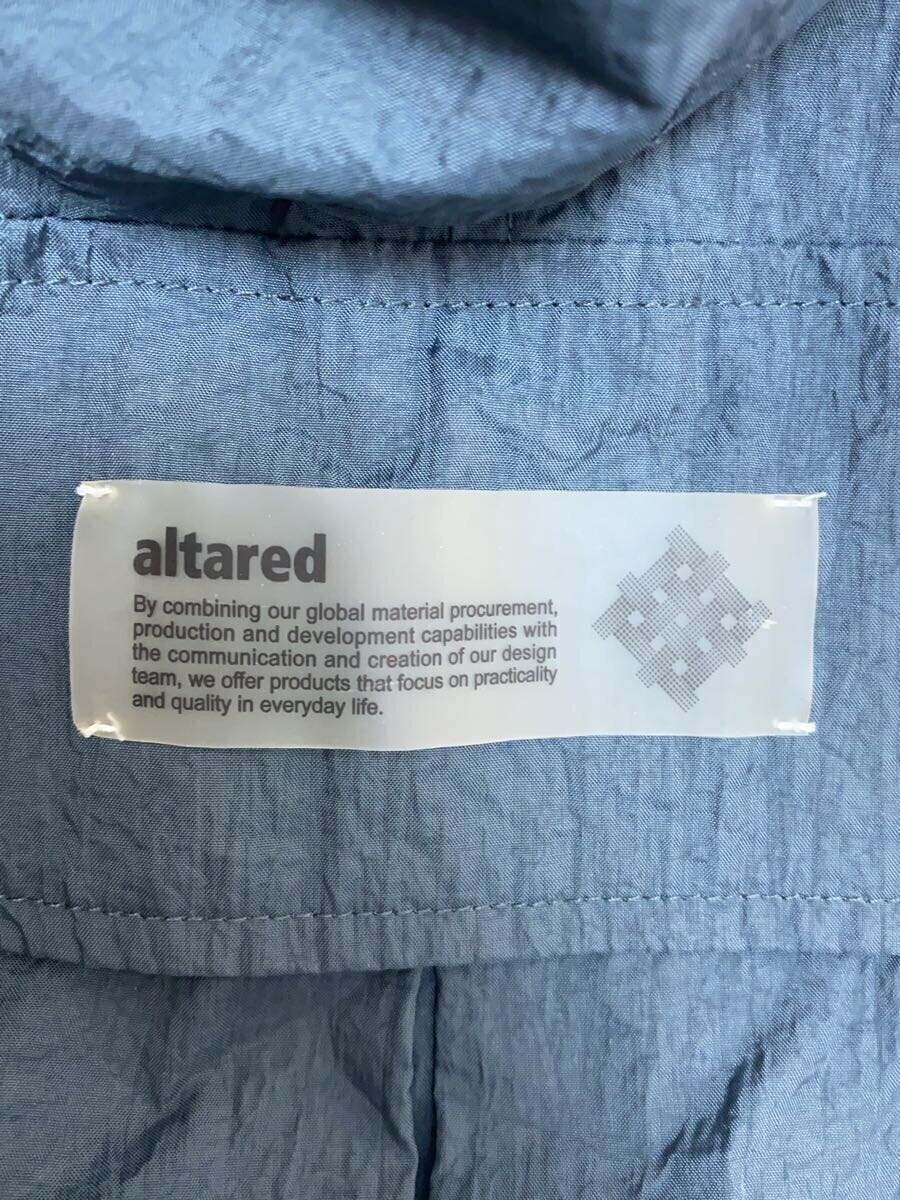 altared
By combining our global material procurement,
production and development capabilities with
the communication and creation of our design
team, we offer products that focus on practicality
and quality in everyday life.